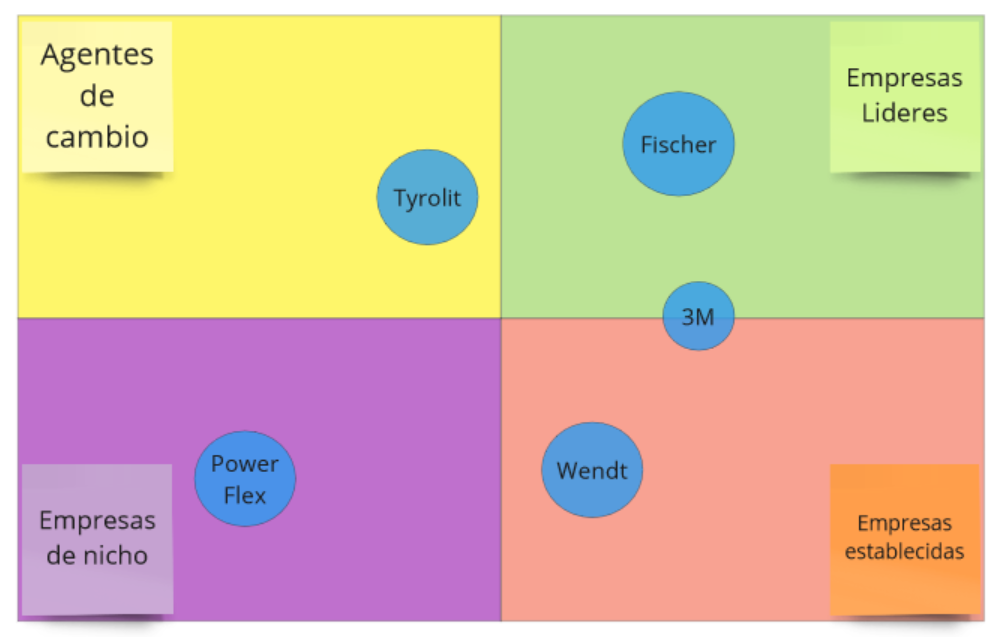 Agentes
de
cambio
Empresas
Lideres
Fischer
Tyrolit
3M
Power
Flex
Wendt
Empresas
de nicho
Empresas
establecidas